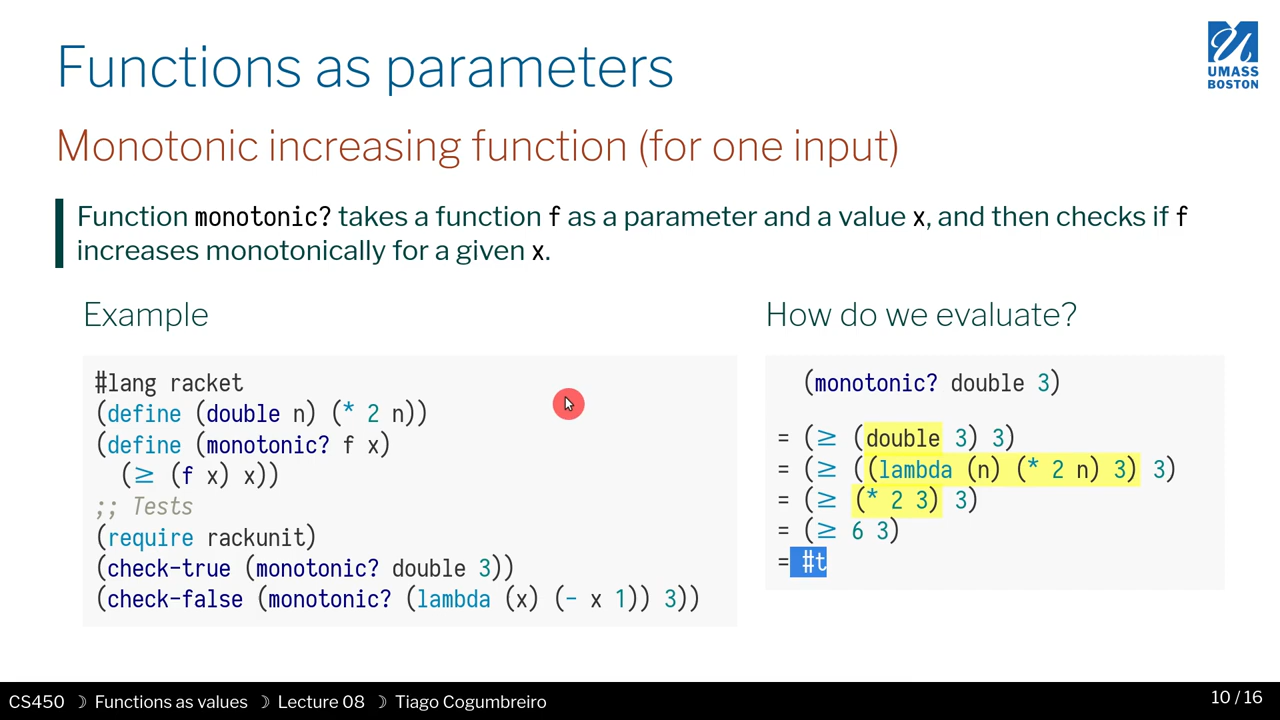 Functions as parameters
UMASS
BOSTON
Monotonic increasing function (for one input)
Function monotonic? takes a function f as a parameter and a value x, and then checks if f
increases monotonically for a given x.
Example
#lang racket
(define (double n) (* 2 n))
(define (monotonic? f x)
  (≥ (f x) x))
;; Tests
(require rackunit)
(check-true (monotonic? double 3))
(check-false (monotonic? (lambda (x) (- x 1)) 3))
How do we evaluate?
(monotonic? double 3)
= (≥ (double 3) 3)
= (≥ ((lambda (n) (* 2 n) 3) 3)
= (≥ (* 2 3) 3)
= (≥ 6 3)
= #t
CS450 ☽ Functions as values ☽ Lecture 08 ☽ Tiago Cogumbreiro
10 / 16